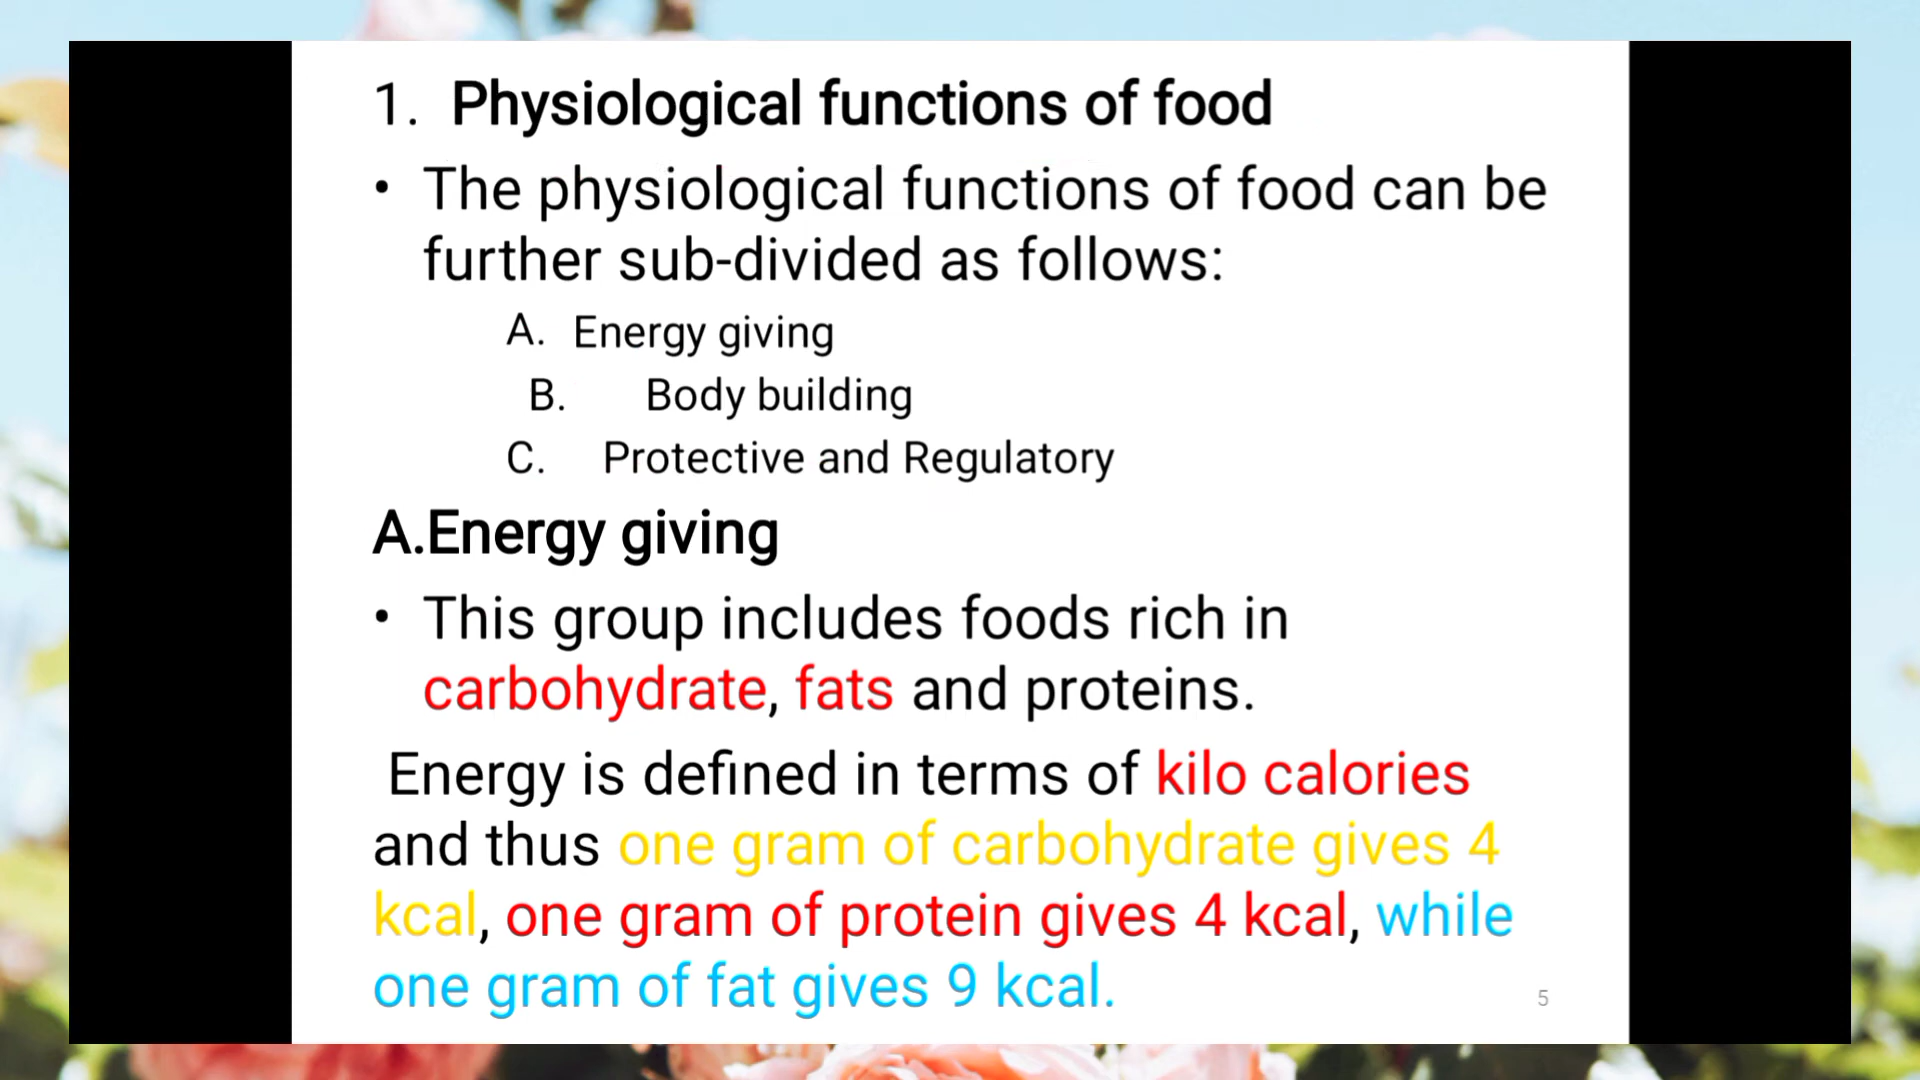 1. Physiological functions of food
• The physiological functions of food can be
further sub-divided as follows:
A. Energy giving
B. Body building
C. Protective and Regulatory
A.Energy giving
• This group includes foods rich in
carbohydrate, fats and proteins.
Energy is defined in terms of kilo calories
and thus one gram of carbohydrate gives 4
kcal, one gram of protein gives 4 kcal, while
one gram of fat gives 9 kcal.
5